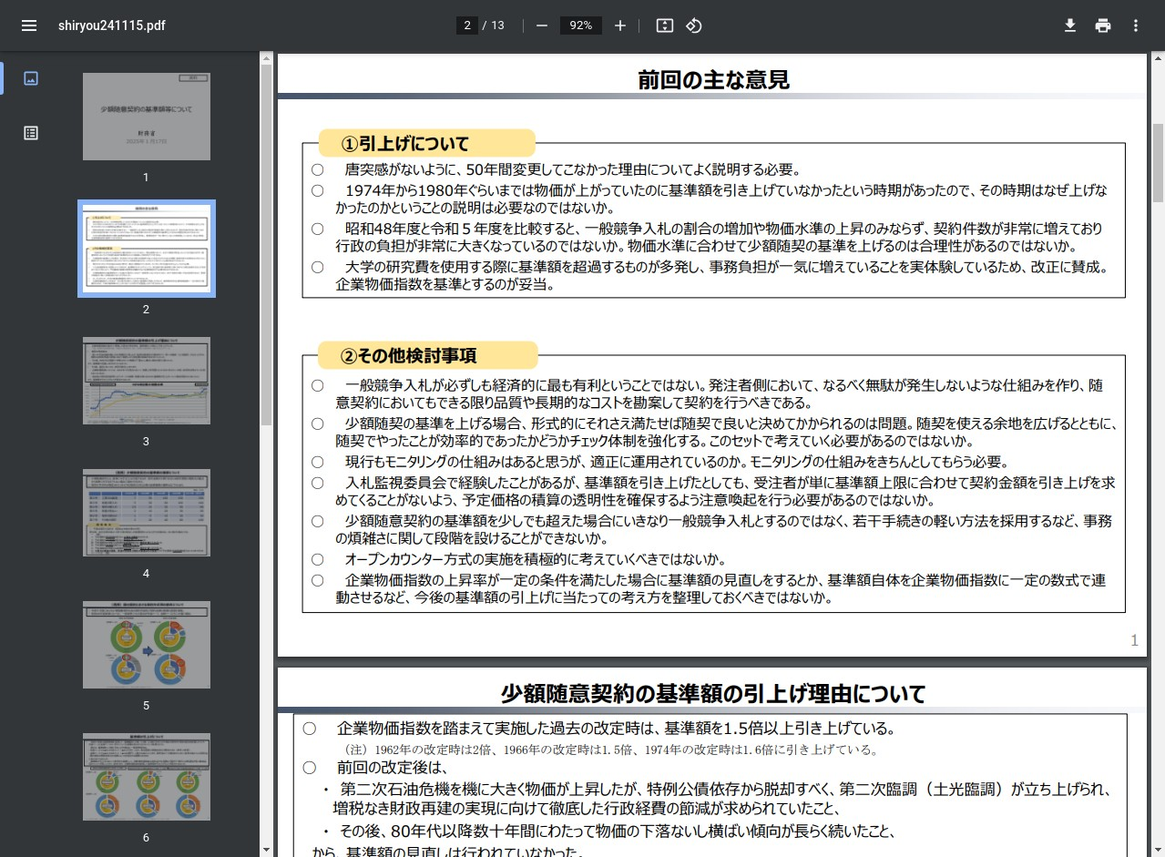 shiryou241115.pdf
2 / 13
92%
少額随意契約の基準額等について
財務省
1
2
3
4
5
6
前回の主な意見
①引上げについて
○ 唐突感がないように、50年間変更してこなかった理由についてよく説明する必要。
○ 1974年から1980年ぐらいまでは物価が上がっていたのに基準額を引き上げていなかったという時期があったので、その時期はなぜ上げな
かったのかということの説明は必要なのではないか。
○ 昭和48年度と令和５年度を比較すると、一般競争入札の割合の増加や物価水準の上昇のみならず、契約件数が非常に増えており
行政の負担が非常に大きくなっているのではないか。物価水準に合わせて少額随契の基準を上げるのは合理性があるのではないか。
○ 大学の研究費を使用する際に基準額を超過するものが多発し、事務負担が一気に増えていることを実体験しているため、改正に賛成。
企業物価指数を基準とするのが妥当。
②その他検討事項
○ 一般競争入札が必ずしも経済的に最も有利ということではない。発注者側において、なるべく無駄が発生しないような仕組みを作り、随
意契約においてもできる限り品質や長期的なコストを勘案して契約を行うべきである。
○ 少額随契の基準を上げる場合、形式的にそれさえ満たせば随契で良いと決めてかかられるのは問題。随契を使える余地を広げるとともに、
随契でやったことが効率的であったかどうかチェック体制を強化する。このセットで考えていく必要があるのではないか。
○ 現行もモニタリングの仕組みはあると思うが、適正に運用されているのか。モニタリングの仕組みをきちんとしてもらう必要。
○ 入札監視委員会で経験したことがあるが、基準額を引き上げたとしても、受注者が単に基準額上限に合わせて契約金額を引き上げを求
めてくることがないよう、予定価格の積算の透明性を確保するよう注意喚起を行う必要があるのではないか。
○ 少額随意契約の基準額を少しでも超えた場合にいきなり一般競争入札とするのではなく、若干手続きの軽い方法を採用するなど、事務
の煩雑さに関して段階を設けることができないか。
○ オープンカウンター方式の実施を積極的に考えていくべきではないか。
○ 企業物価指数の上昇率が一定の条件を満たした場合に基準額の見直しをするとか、基準額自体を企業物価指数に一定の数式で連
動させるなど、今後の基準額の引上げに当たっての考え方を整理しておくべきではないか。
1
少額随意契約の基準額の引上げ理由について
○ 企業物価指数を踏まえて実施した過去の改定時は、基準額を1.5倍以上引き上げている。
（注）1962年の改定時は2倍、1966年の改定時は1.5倍、1974年の改定時は1.6倍に引き上げている。
○ 前回の改定後は、
・ 第二次石油危機を機に大きく物価が上昇したが、特例公債依存から脱却すべく、第二次臨調（土光臨調）が立ち上げられ、
増税なき財政再建の実現に向けて徹底した行政経費の節減が求められていたこと、
・ その後、80年代以降数十年間にわたって物価の下落ないし横ばい傾向が長らく続いたこと、
から、基準額の見直しは行われていなかった。